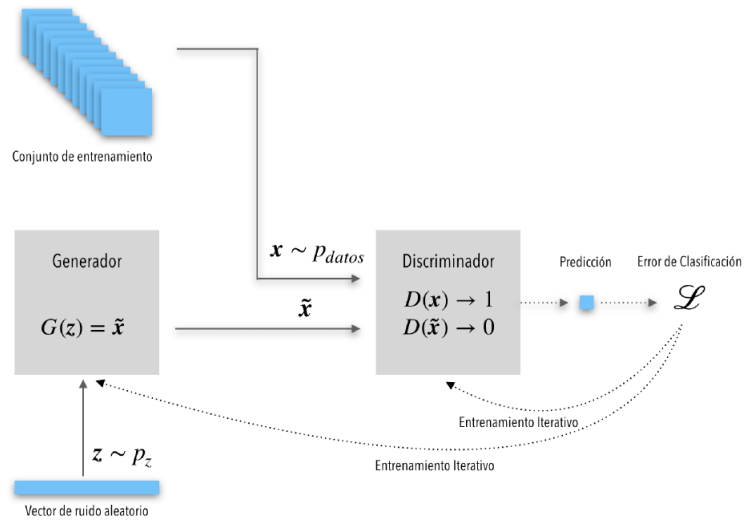 Conjunto de entrenamiento
x ~ p_datos
Generador
G(z) = x̃
x̃
Discriminador
D(x) → 1
D(x̃) → 0
Predicción
Error de Clasificación
ℒ
Entrenamiento Iterativo
Entrenamiento Iterativo
z ~ p_z
Vector de ruido aleatorio